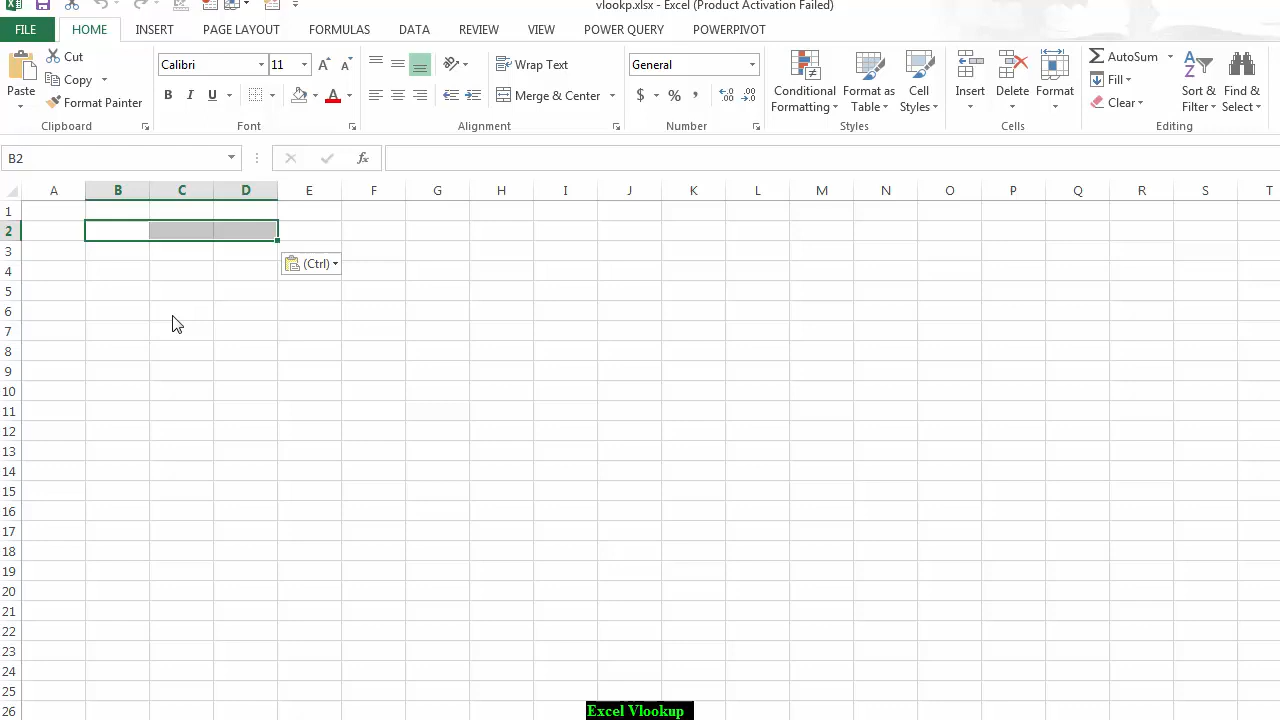 vlookp.xlsx - Excel (Product Activation Failed)
FILE HOME INSERT PAGE LAYOUT FORMULAS DATA REVIEW VIEW POWER QUERY POWERPIVOT
Paste
Cut
Copy
Format Painter
Clipboard
Calibri 11
B I U A
Font
Wrap Text
Merge & Center
Alignment
General
$ % ,
Number
Conditional Formatting
Format as Table
Cell Styles
Styles
Insert Delete Format
Cells
AutoSum
Fill
Clear
Sort & Filter
Find & Select
Editing
B2 fx
A B C D E F G H I J K L M N O P Q R S T
1
2
3
(Ctrl)
4
5
6
7
8
9
10
11
12
13
14
15
16
17
18
19
20
21
22
23
24
25
26
Excel Vlookup